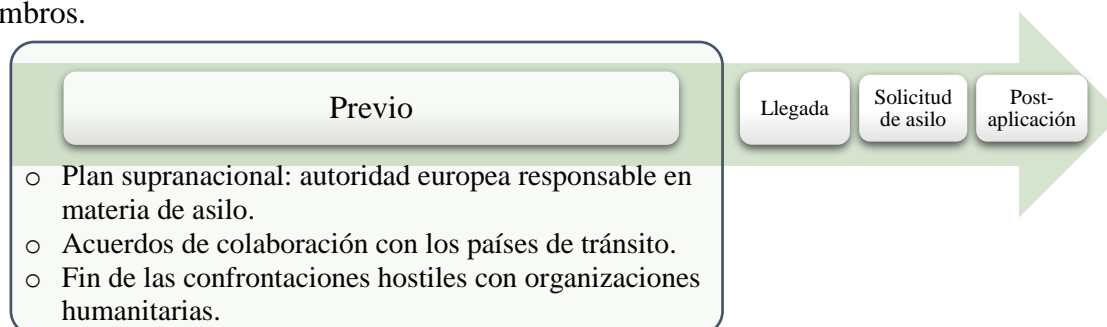 mbros.
Previo
Llegada
Solicitud
de asilo
Post-
aplicación
○ Plan supranacional: autoridad europea responsable en
materia de asilo.
○ Acuerdos de colaboración con los países de tránsito.
○ Fin de las confrontaciones hostiles con organizaciones
humanitarias.